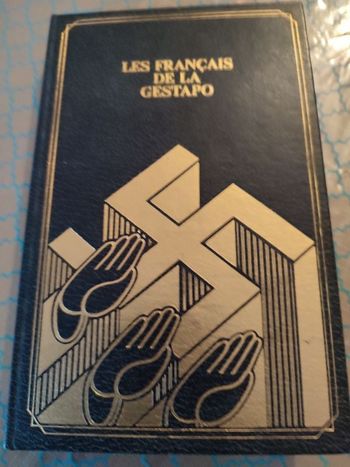 LES FRANÇAIS
DE LA
GESTAPO